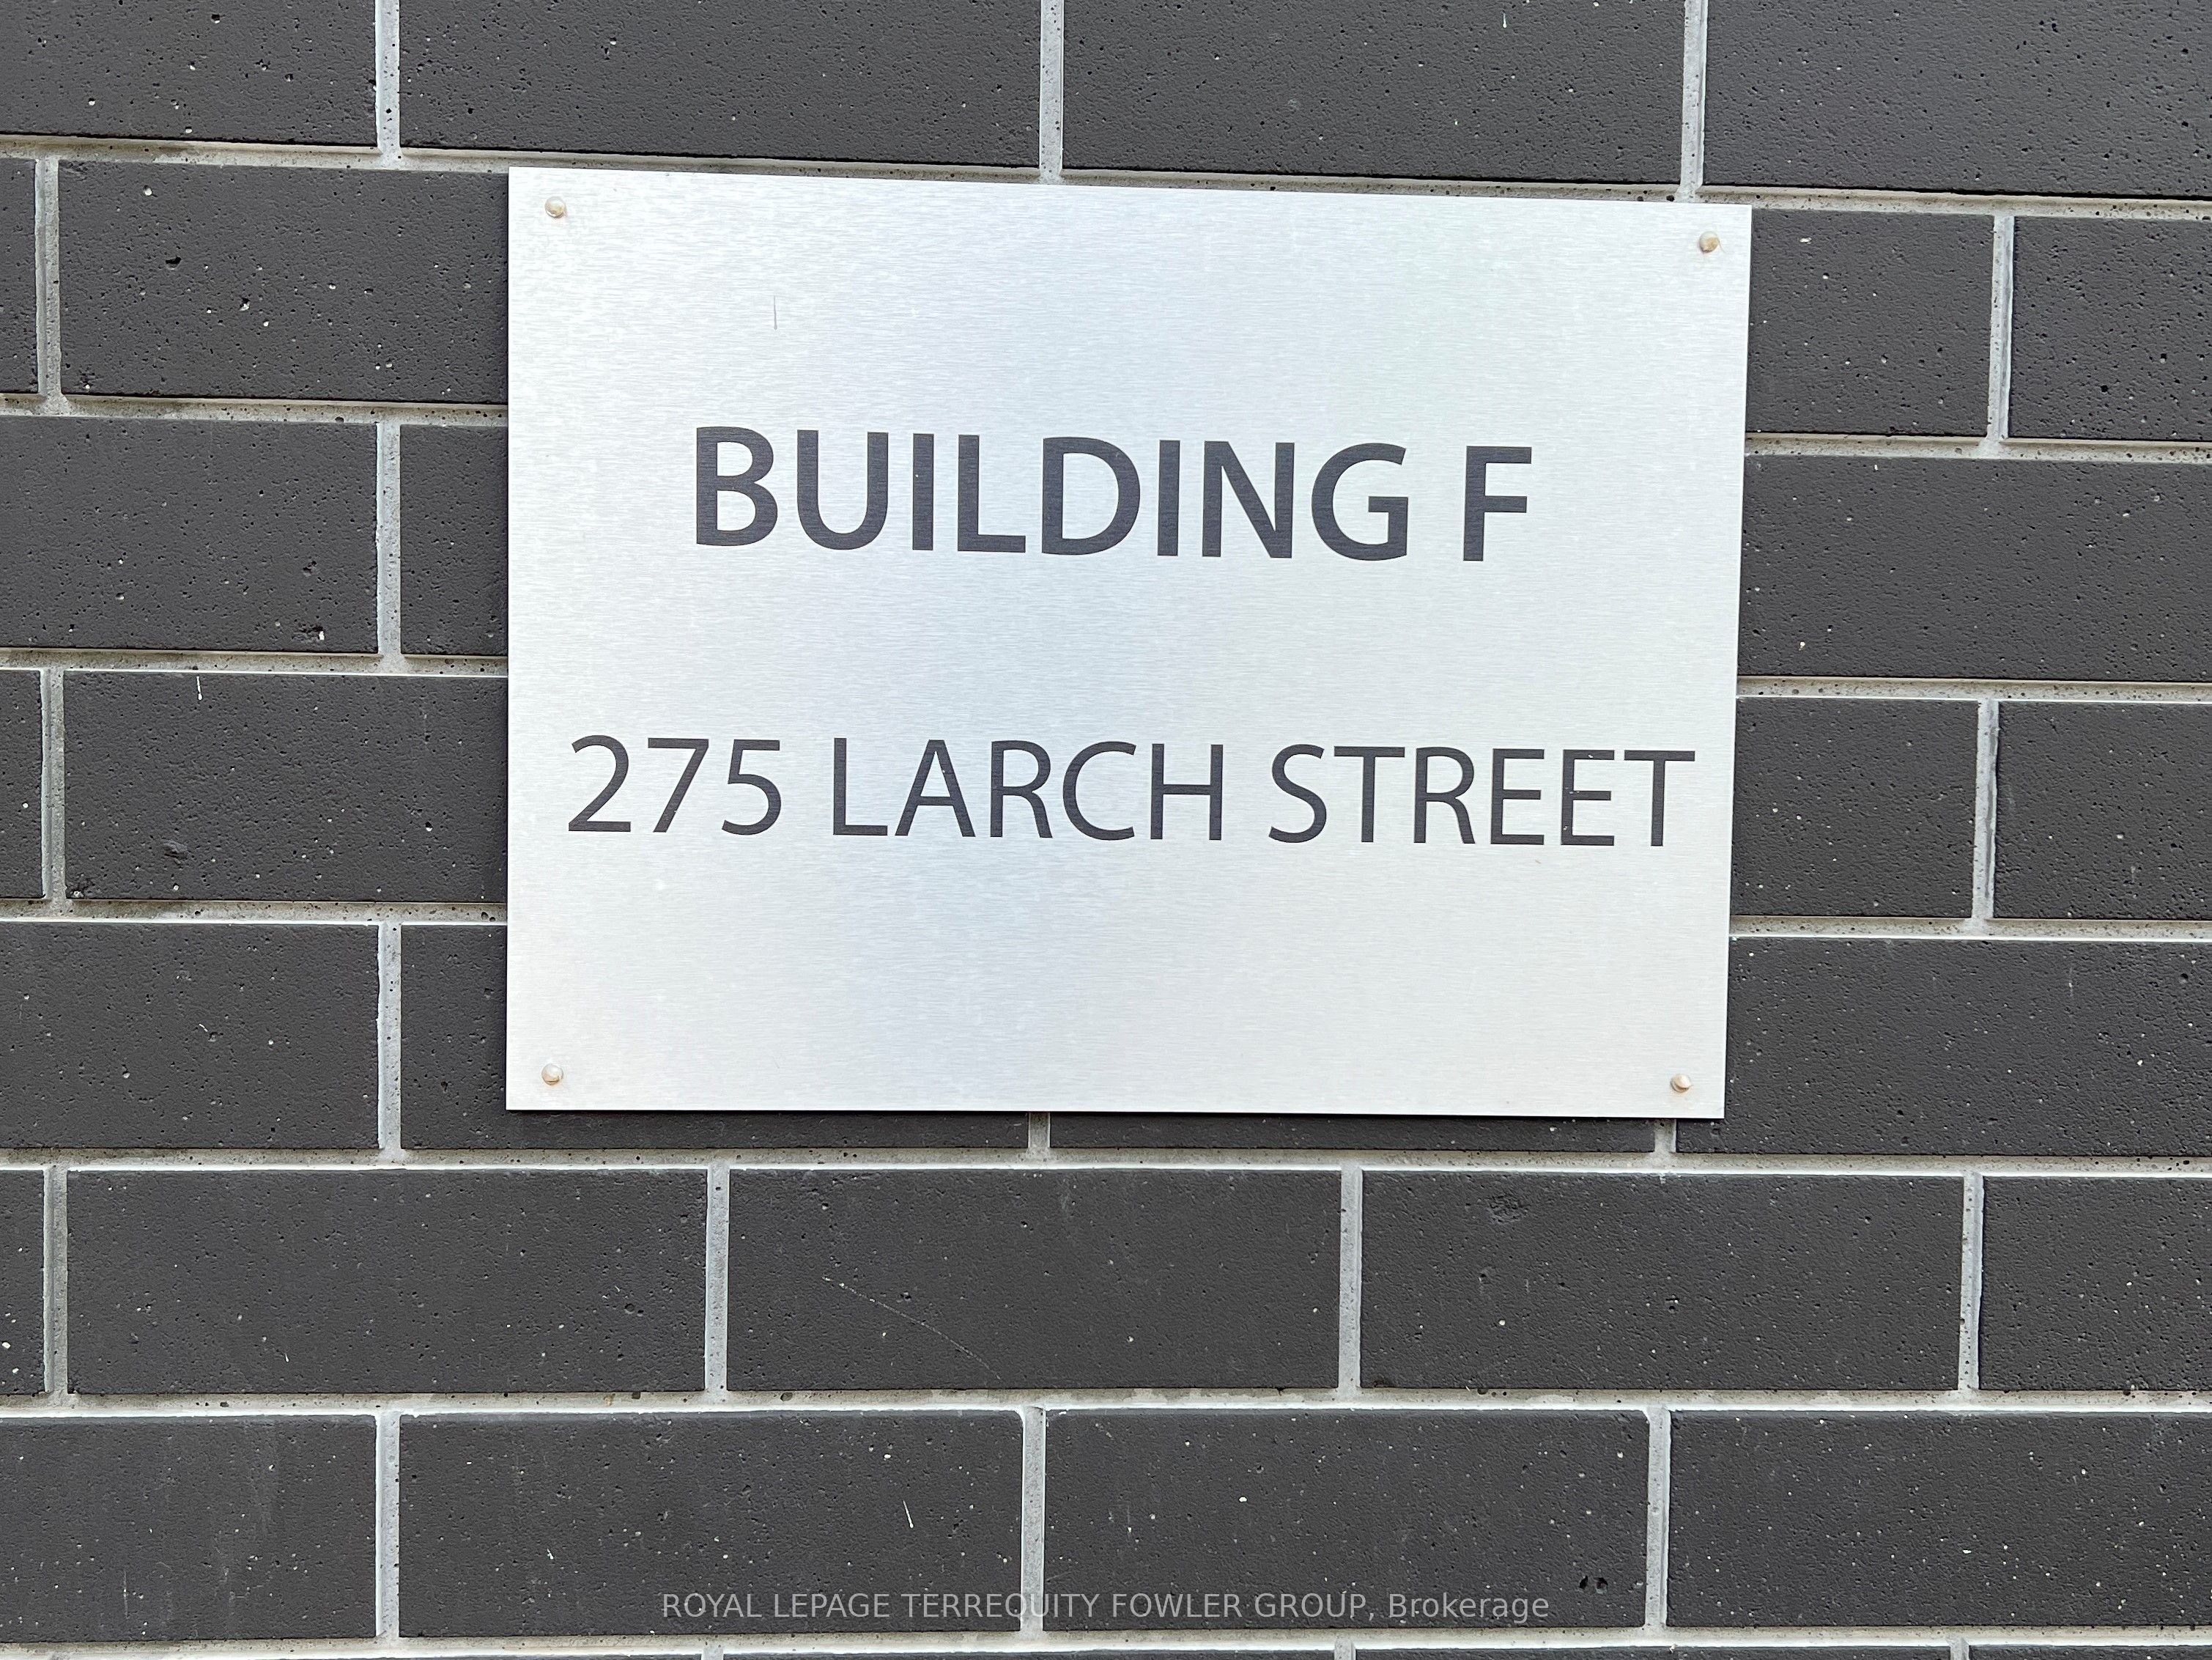 BUILDING F
275 LARCH STREET
ROYAL LEPAGE TERREQUITY FOWLER GROUP, Brokerage